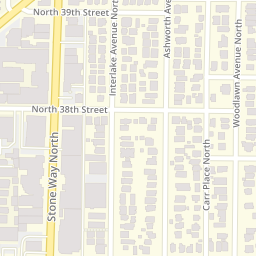 North 39th Street
Interlake Avenue North
Ashworth Ave
Woodlawn Avenue North
North 38th Street
Stone Way North
Carr Place North